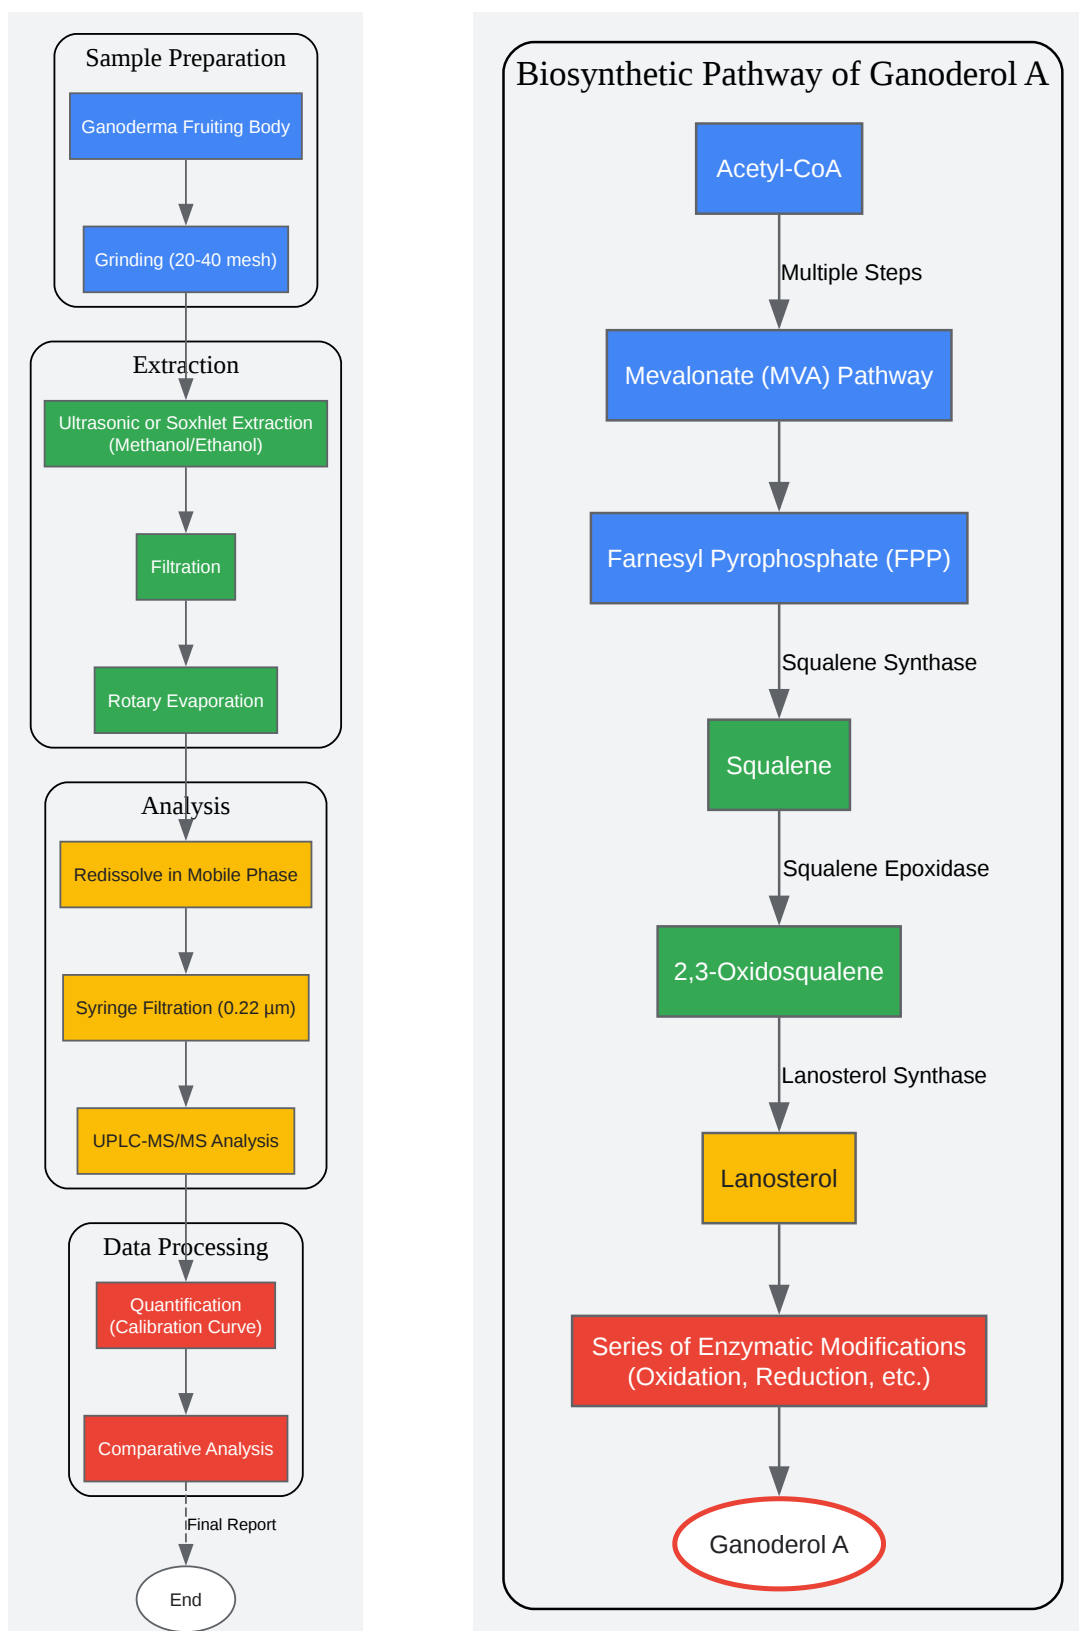 Sample Preparation
Ganoderma Fruiting Body
Grinding (20-40 mesh)
Extraction
Ultrasonic or Soxhlet Extraction
(Methanol/Ethanol)
Filtration
Rotary Evaporation
Analysis
Redissolve in Mobile Phase
Syringe Filtration (0.22 µm)
UPLC-MS/MS Analysis
Data Processing
Quantification
(Calibration Curve)
Comparative Analysis
Final Report
End
Biosynthetic Pathway of Ganoderol A
Acetyl-CoA
Multiple Steps
Mevalonate (MVA) Pathway
Farnesyl Pyrophosphate (FPP)
Squalene Synthase
Squalene
Squalene Epoxidase
2,3-Oxidosqualene
Lanosterol Synthase
Lanosterol
Series of Enzymatic Modifications
(Oxidation, Reduction, etc.)
Ganoderol A